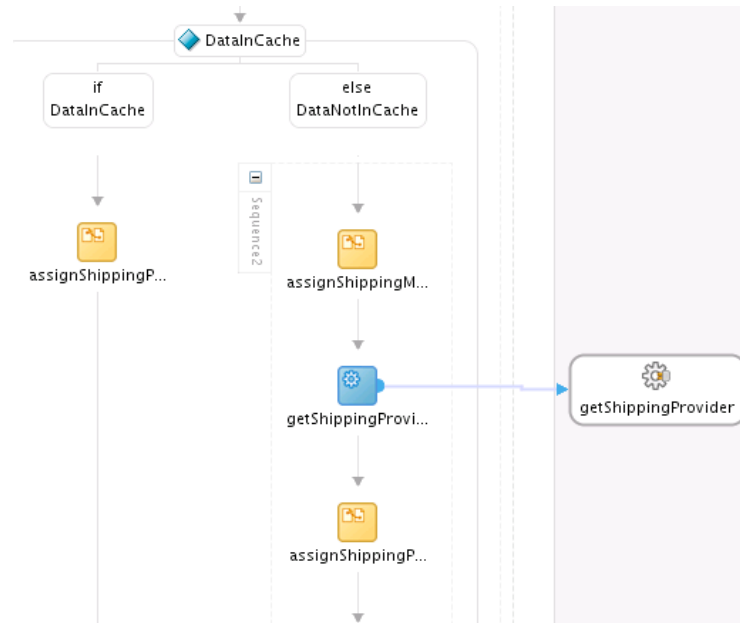 DataInCache
if
DataInCache
else
DataNotInCache
Sequence2
assignShippingP...
assignShippingM...
getShippingProvi...
getShippingProvider
assignShippingP...